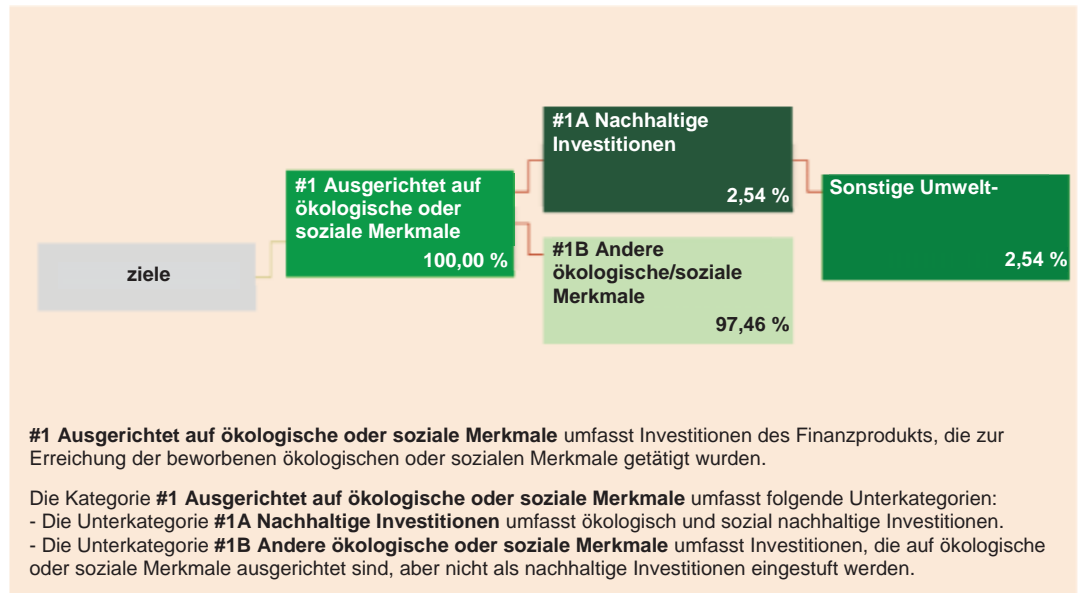 #1A Nachhaltige
Investitionen
2,54 %
#1 Ausgerichtet auf
ökologische oder
soziale Merkmale
100,00 %
Sonstige Umwelt-
2,54 %
ziele
#1B Andere
ökologische/soziale
Merkmale
97,46 %
#1 Ausgerichtet auf ökologische oder soziale Merkmale umfasst Investitionen des Finanzprodukts, die zur
Erreichung der beworbenen ökologischen oder sozialen Merkmale getätigt wurden.
Die Kategorie #1 Ausgerichtet auf ökologische oder soziale Merkmale umfasst folgende Unterkategorien:
- Die Unterkategorie #1A Nachhaltige Investitionen umfasst ökologisch und sozial nachhaltige Investitionen.
- Die Unterkategorie #1B Andere ökologische oder soziale Merkmale umfasst Investitionen, die auf ökologische
oder soziale Merkmale ausgerichtet sind, aber nicht als nachhaltige Investitionen eingestuft werden.